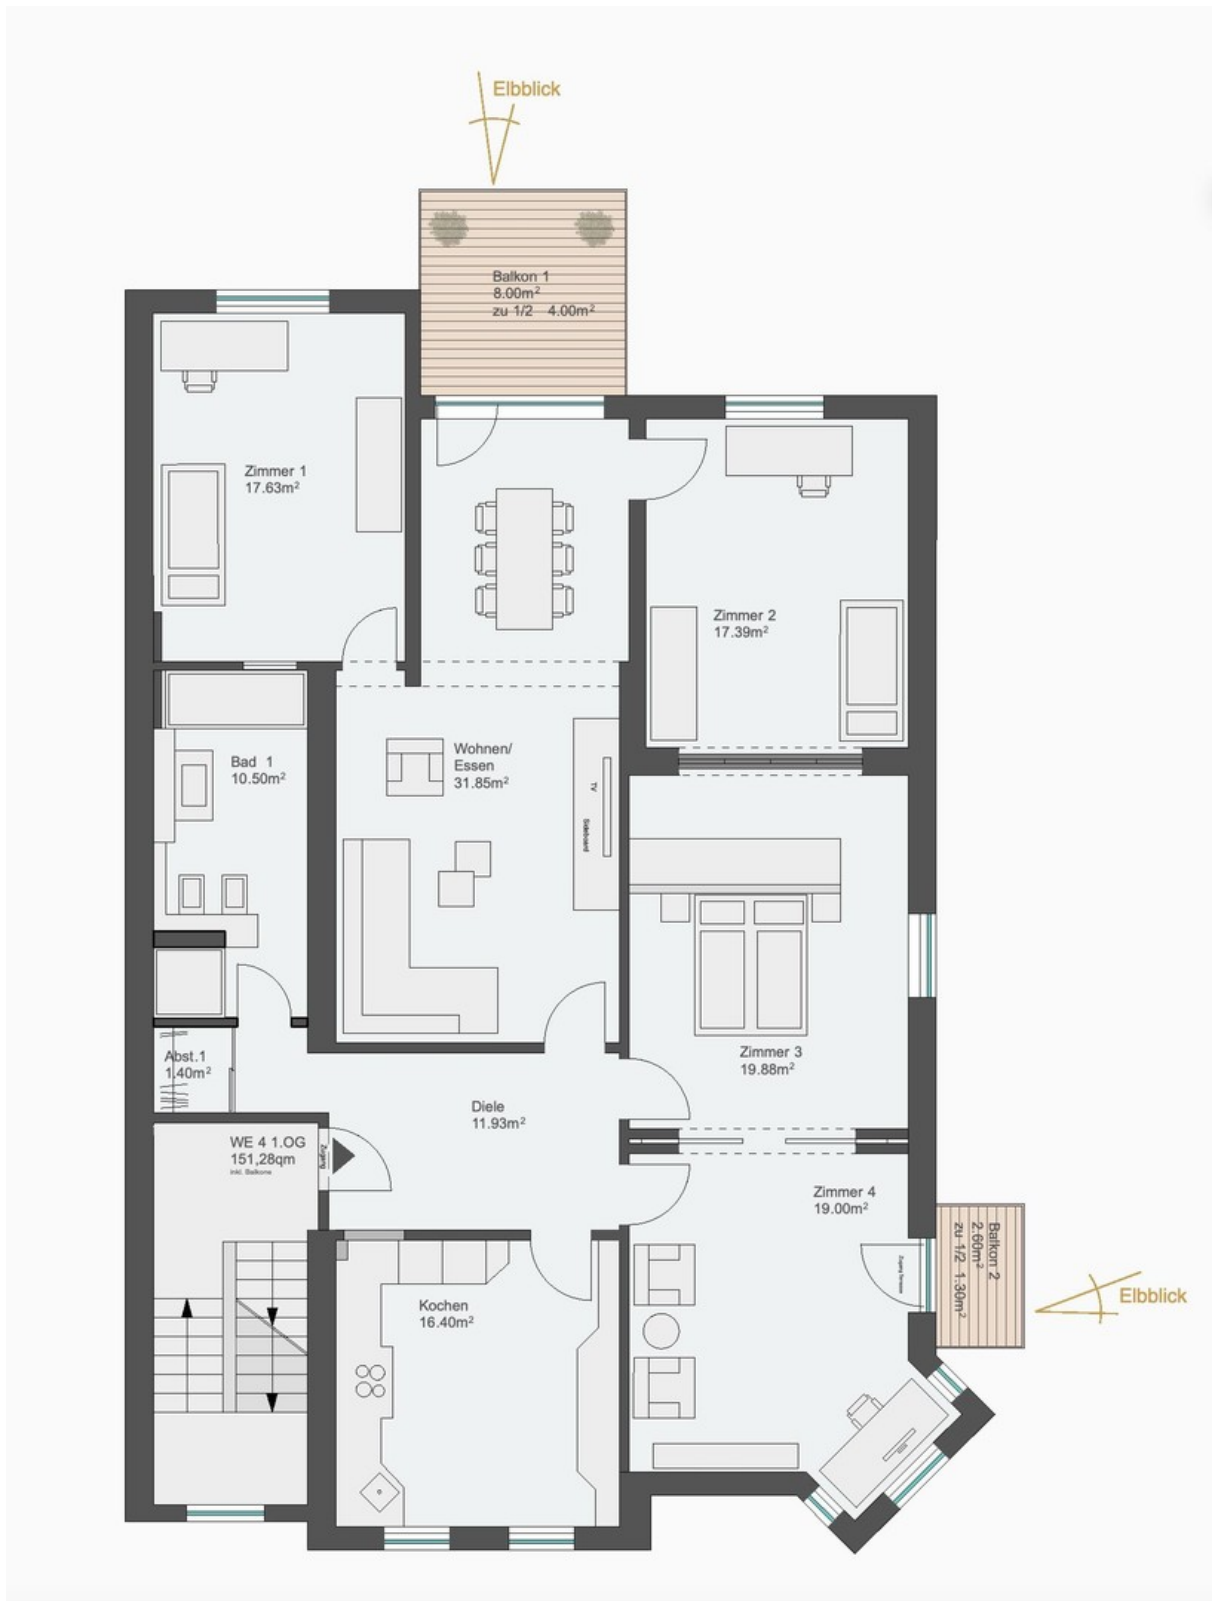 Elbblick
Balkon 1
8.00m²
zu 1/2 4.00m²
Zimmer 1
17.63m²
Zimmer 2
17.39m²
Wohnen/
Essen
31.85m²
TV
Sideboard
Bad 1
10.50m²
Zimmer 3
19.88m²
Abst.1
1.40m²
Diele
11.93m²
WE 4 1.OG
151,28qm
inkl. Balkone
Zugang
Zimmer 4
19.00m²
Zugang Terrasse
Balkon 2
2.60m²
zu 1/2 1.30m²
Elbblick
Kochen
16.40m²